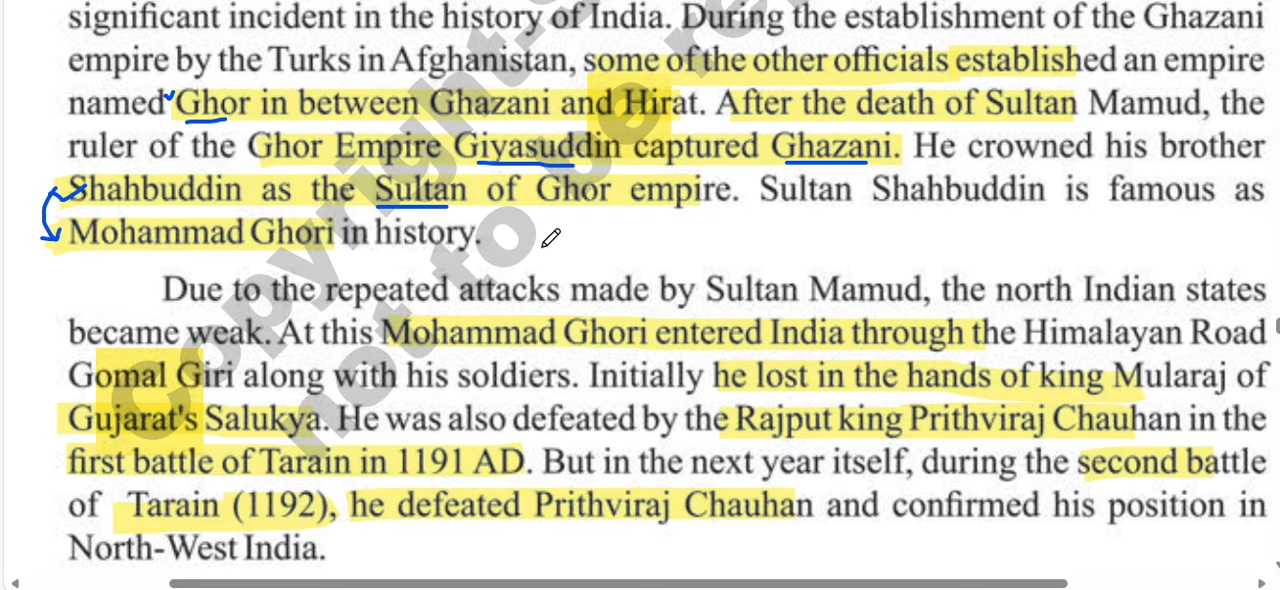 significant incident in the history of India. During the establishment of the Ghazani
empire by the Turks in Afghanistan, some of the other officials established an empire
named Ghor in between Ghazani and Hirat. After the death of Sultan Mamud, the
ruler of the Ghor Empire Giyasuddin captured Ghazani. He crowned his brother
Shahbuddin as the Sultan of Ghor empire. Sultan Shahbuddin is famous as
Mohammad Ghori in history.
Due to the repeated attacks made by Sultan Mamud, the north Indian states
became weak. At this Mohammad Ghori entered India through the Himalayan Road
Gomal Giri along with his soldiers. Initially he lost in the hands of king Mularaj of
Gujarat's Salukya. He was also defeated by the Rajput king Prithviraj Chauhan in the
first battle of Tarain in 1191 AD. But in the next year itself, during the second battle
of Tarain (1192), he defeated Prithviraj Chauhan and confirmed his position in
North-West India.
Copyright
not to be re